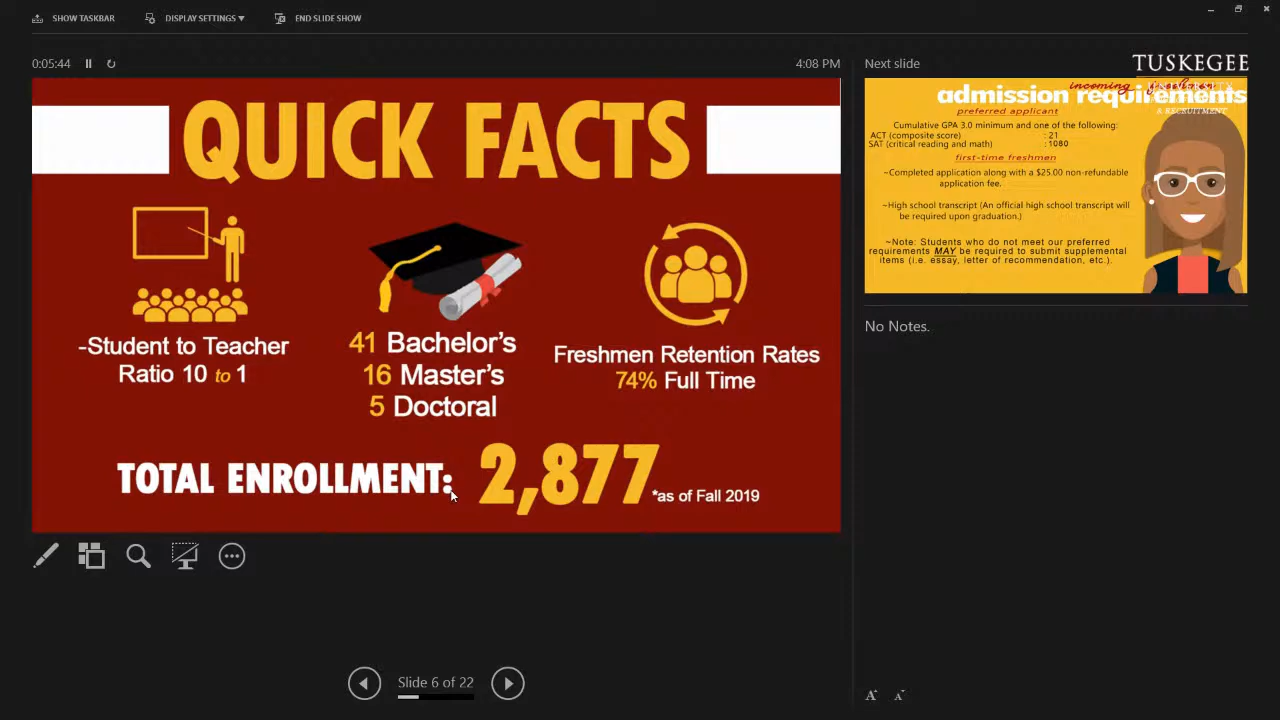 SHOW TASKBAR
DISPLAY SETTINGS ▼
END SLIDE SHOW
0:05:44
4:08 PM
QUICK FACTS
-Student to Teacher
Ratio 10 to 1
41 Bachelor's
16 Master's
5 Doctoral
Freshmen Retention Rates
74% Full Time
TOTAL ENROLLMENT: 2,877
*as of Fall 2019
Slide 6 of 22
Next slide
TUSKEGEE
UNIVERSITY
& RECRUITMENT
incoming
admission requirements
preferred applicant
Cumulative GPA 3.0 minimum and one of the following:
ACT (composite score) : 21
SAT (critical reading and math) : 1080
first-time freshmen
~Completed application along with a $25.00 non-refundable
application fee.
~High school transcript (An official high school transcript will
be required upon graduation.)
~Note: Students who do not meet our preferred
requirements MAY be required to submit supplemental
items (i.e. essay, letter of recommendation, etc.).
No Notes.
A
A